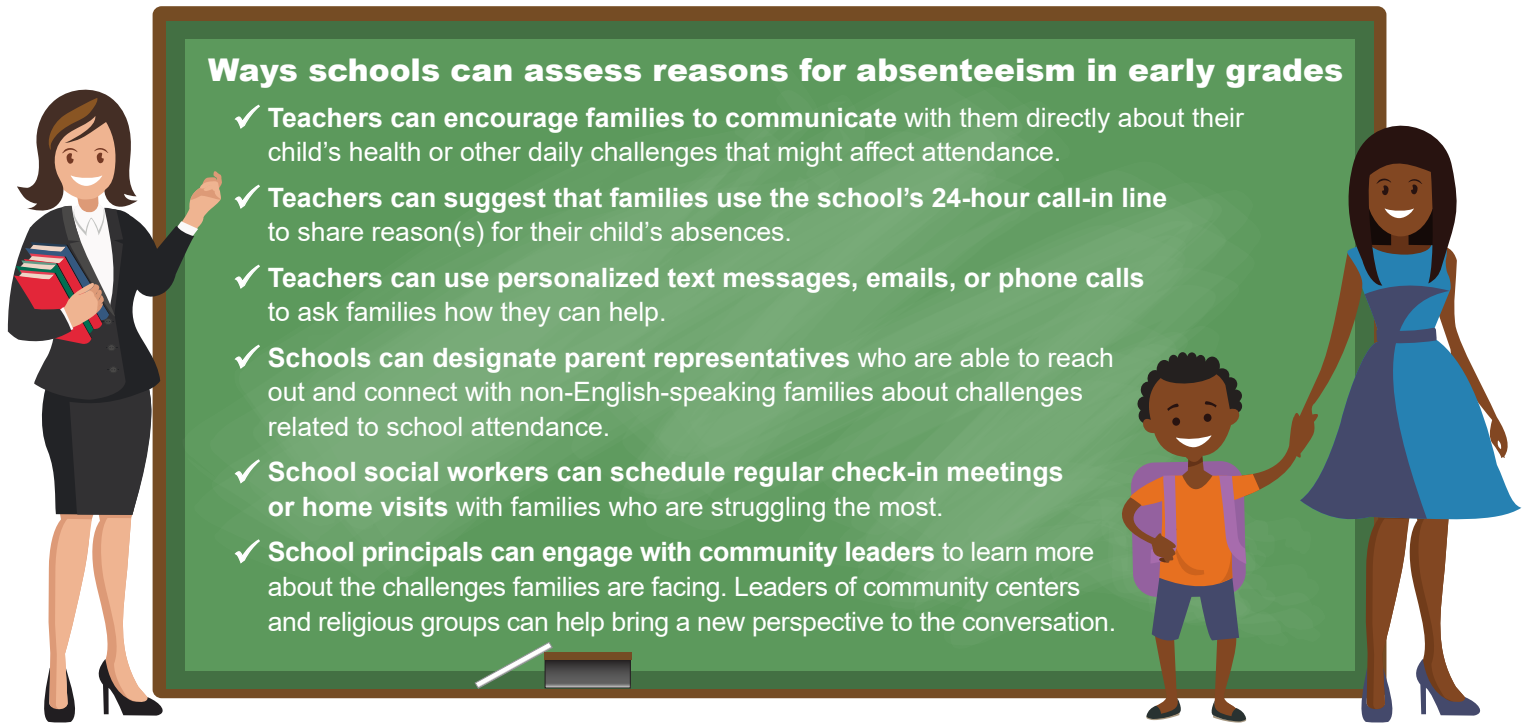 Ways schools can assess reasons for absenteeism in early grades
✓ Teachers can encourage families to communicate with them directly about their
child’s health or other daily challenges that might affect attendance.
✓ Teachers can suggest that families use the school’s 24-hour call-in line
to share reason(s) for their child’s absences.
✓ Teachers can use personalized text messages, emails, or phone calls
to ask families how they can help.
✓ Schools can designate parent representatives who are able to reach
out and connect with non-English-speaking families about challenges
related to school attendance.
✓ School social workers can schedule regular check-in meetings
or home visits with families who are struggling the most.
✓ School principals can engage with community leaders to learn more
about the challenges families are facing. Leaders of community centers
and religious groups can help bring a new perspective to the conversation.